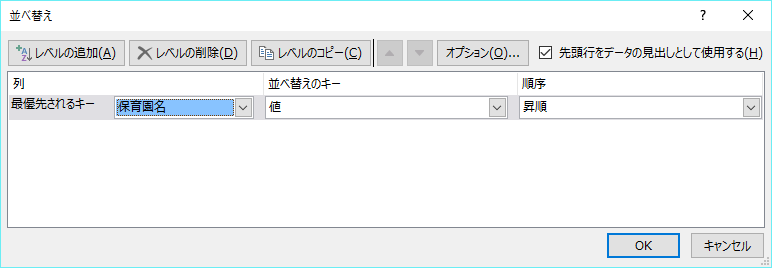 並べ替え
レベルの追加(A) レベルの削除(D) レベルのコピー(C) オプション(O)... 先頭行をデータの見出しとして使用する(H)
列 並べ替えのキー 順序
最優先されるキー 保育園名 値 昇順
OK キャンセル